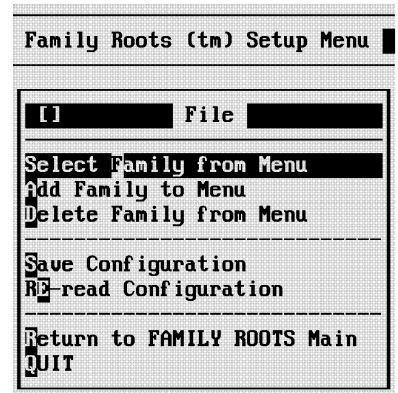 Family Roots (tm) Setup Menu
[] File
Select Family from Menu
Add Family to Menu
Delete Family from Menu
Save Configuration
RE-read Configuration
Return to FAMILY ROOTS Main
QUIT